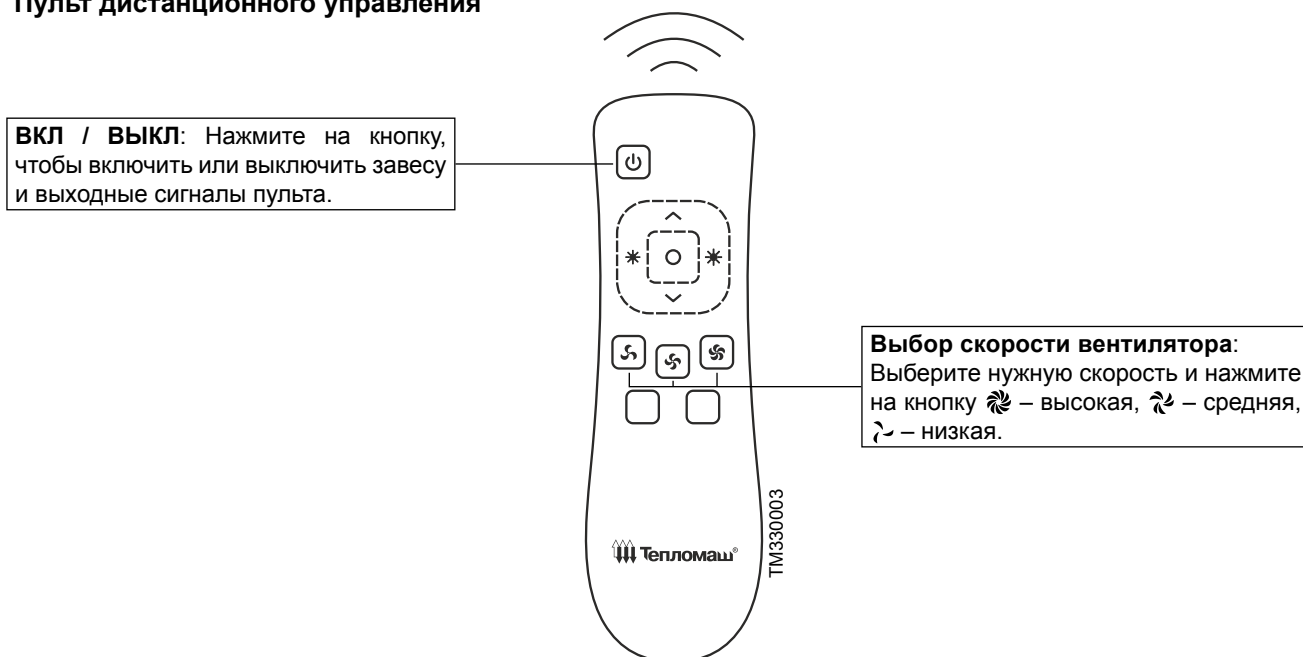 Пульт дистанционного управления
ВКЛ / ВЫКЛ: Нажмите на кнопку,
чтобы включить или выключить завесу
и выходные сигналы пульта.
Выбор скорости вентилятора:
Выберите нужную скорость и нажмите
на кнопку – высокая, – средняя,
– низкая.
TM330003
Тепломаш®